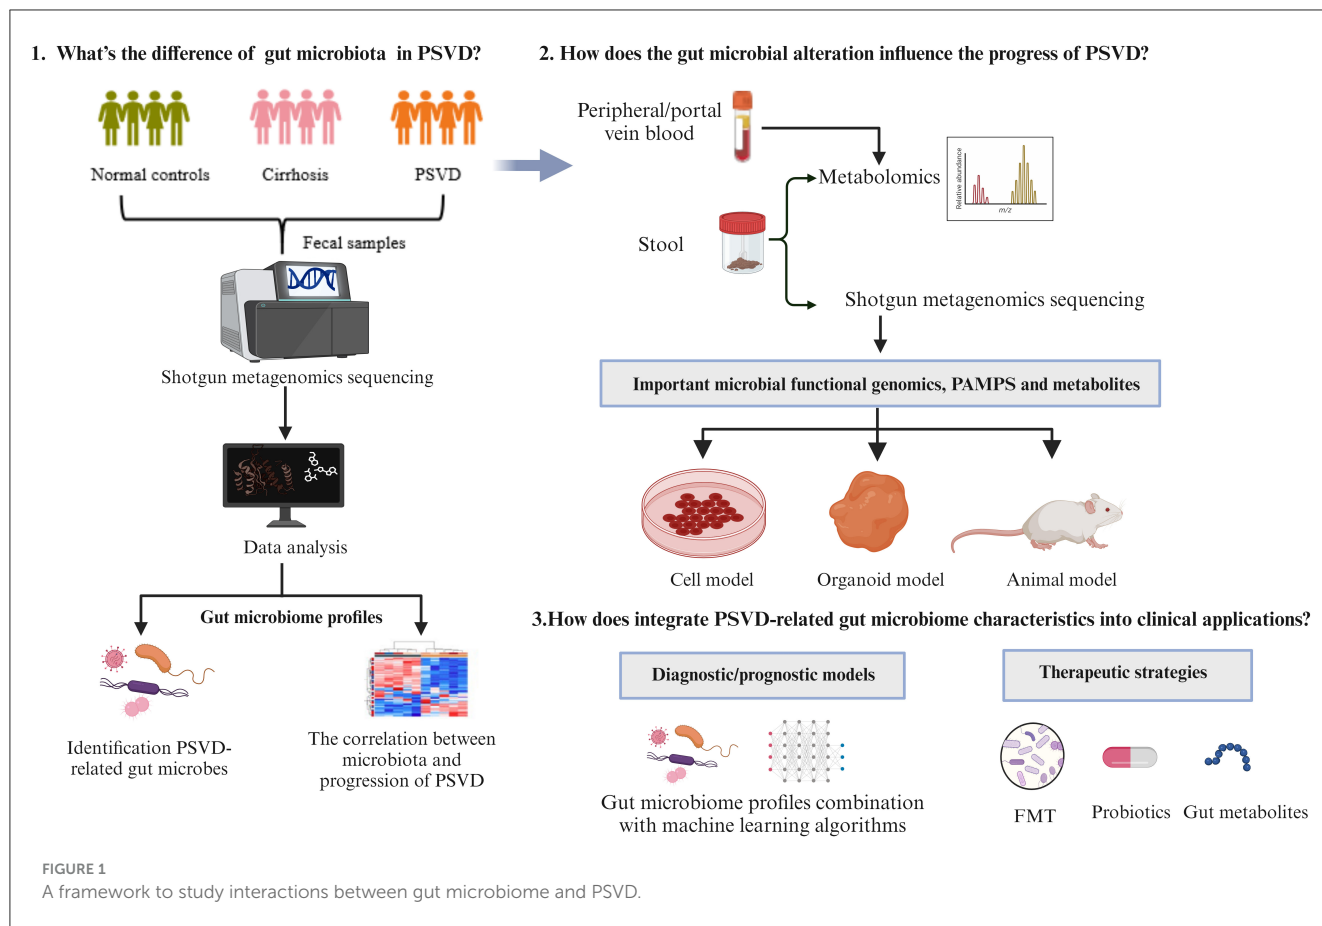 1. What's the difference of gut microbiota in PSVD?
Normal controls
Cirrhosis
PSVD
Fecal samples
Shotgun metagenomics sequencing
Data analysis
Gut microbiome profiles
Identification PSVD-
related gut microbes
The correlation between
microbiota and
progression of PSVD
2. How does the gut microbial alteration influence the progress of PSVD?
Peripheral/portal
vein blood
Metabolomics
Relative abundance
m/z
Stool
Shotgun metagenomics sequencing
Important microbial functional genomics, PAMPS and metabolites
Cell model
Organoid model
Animal model
3.How does integrate PSVD-related gut microbiome characteristics into clinical applications?
Diagnostic/prognostic models
Gut microbiome profiles combination
with machine learning algorithms
Therapeutic strategies
FMT
Probiotics
Gut metabolites
FIGURE 1
A framework to study interactions between gut microbiome and PSVD.